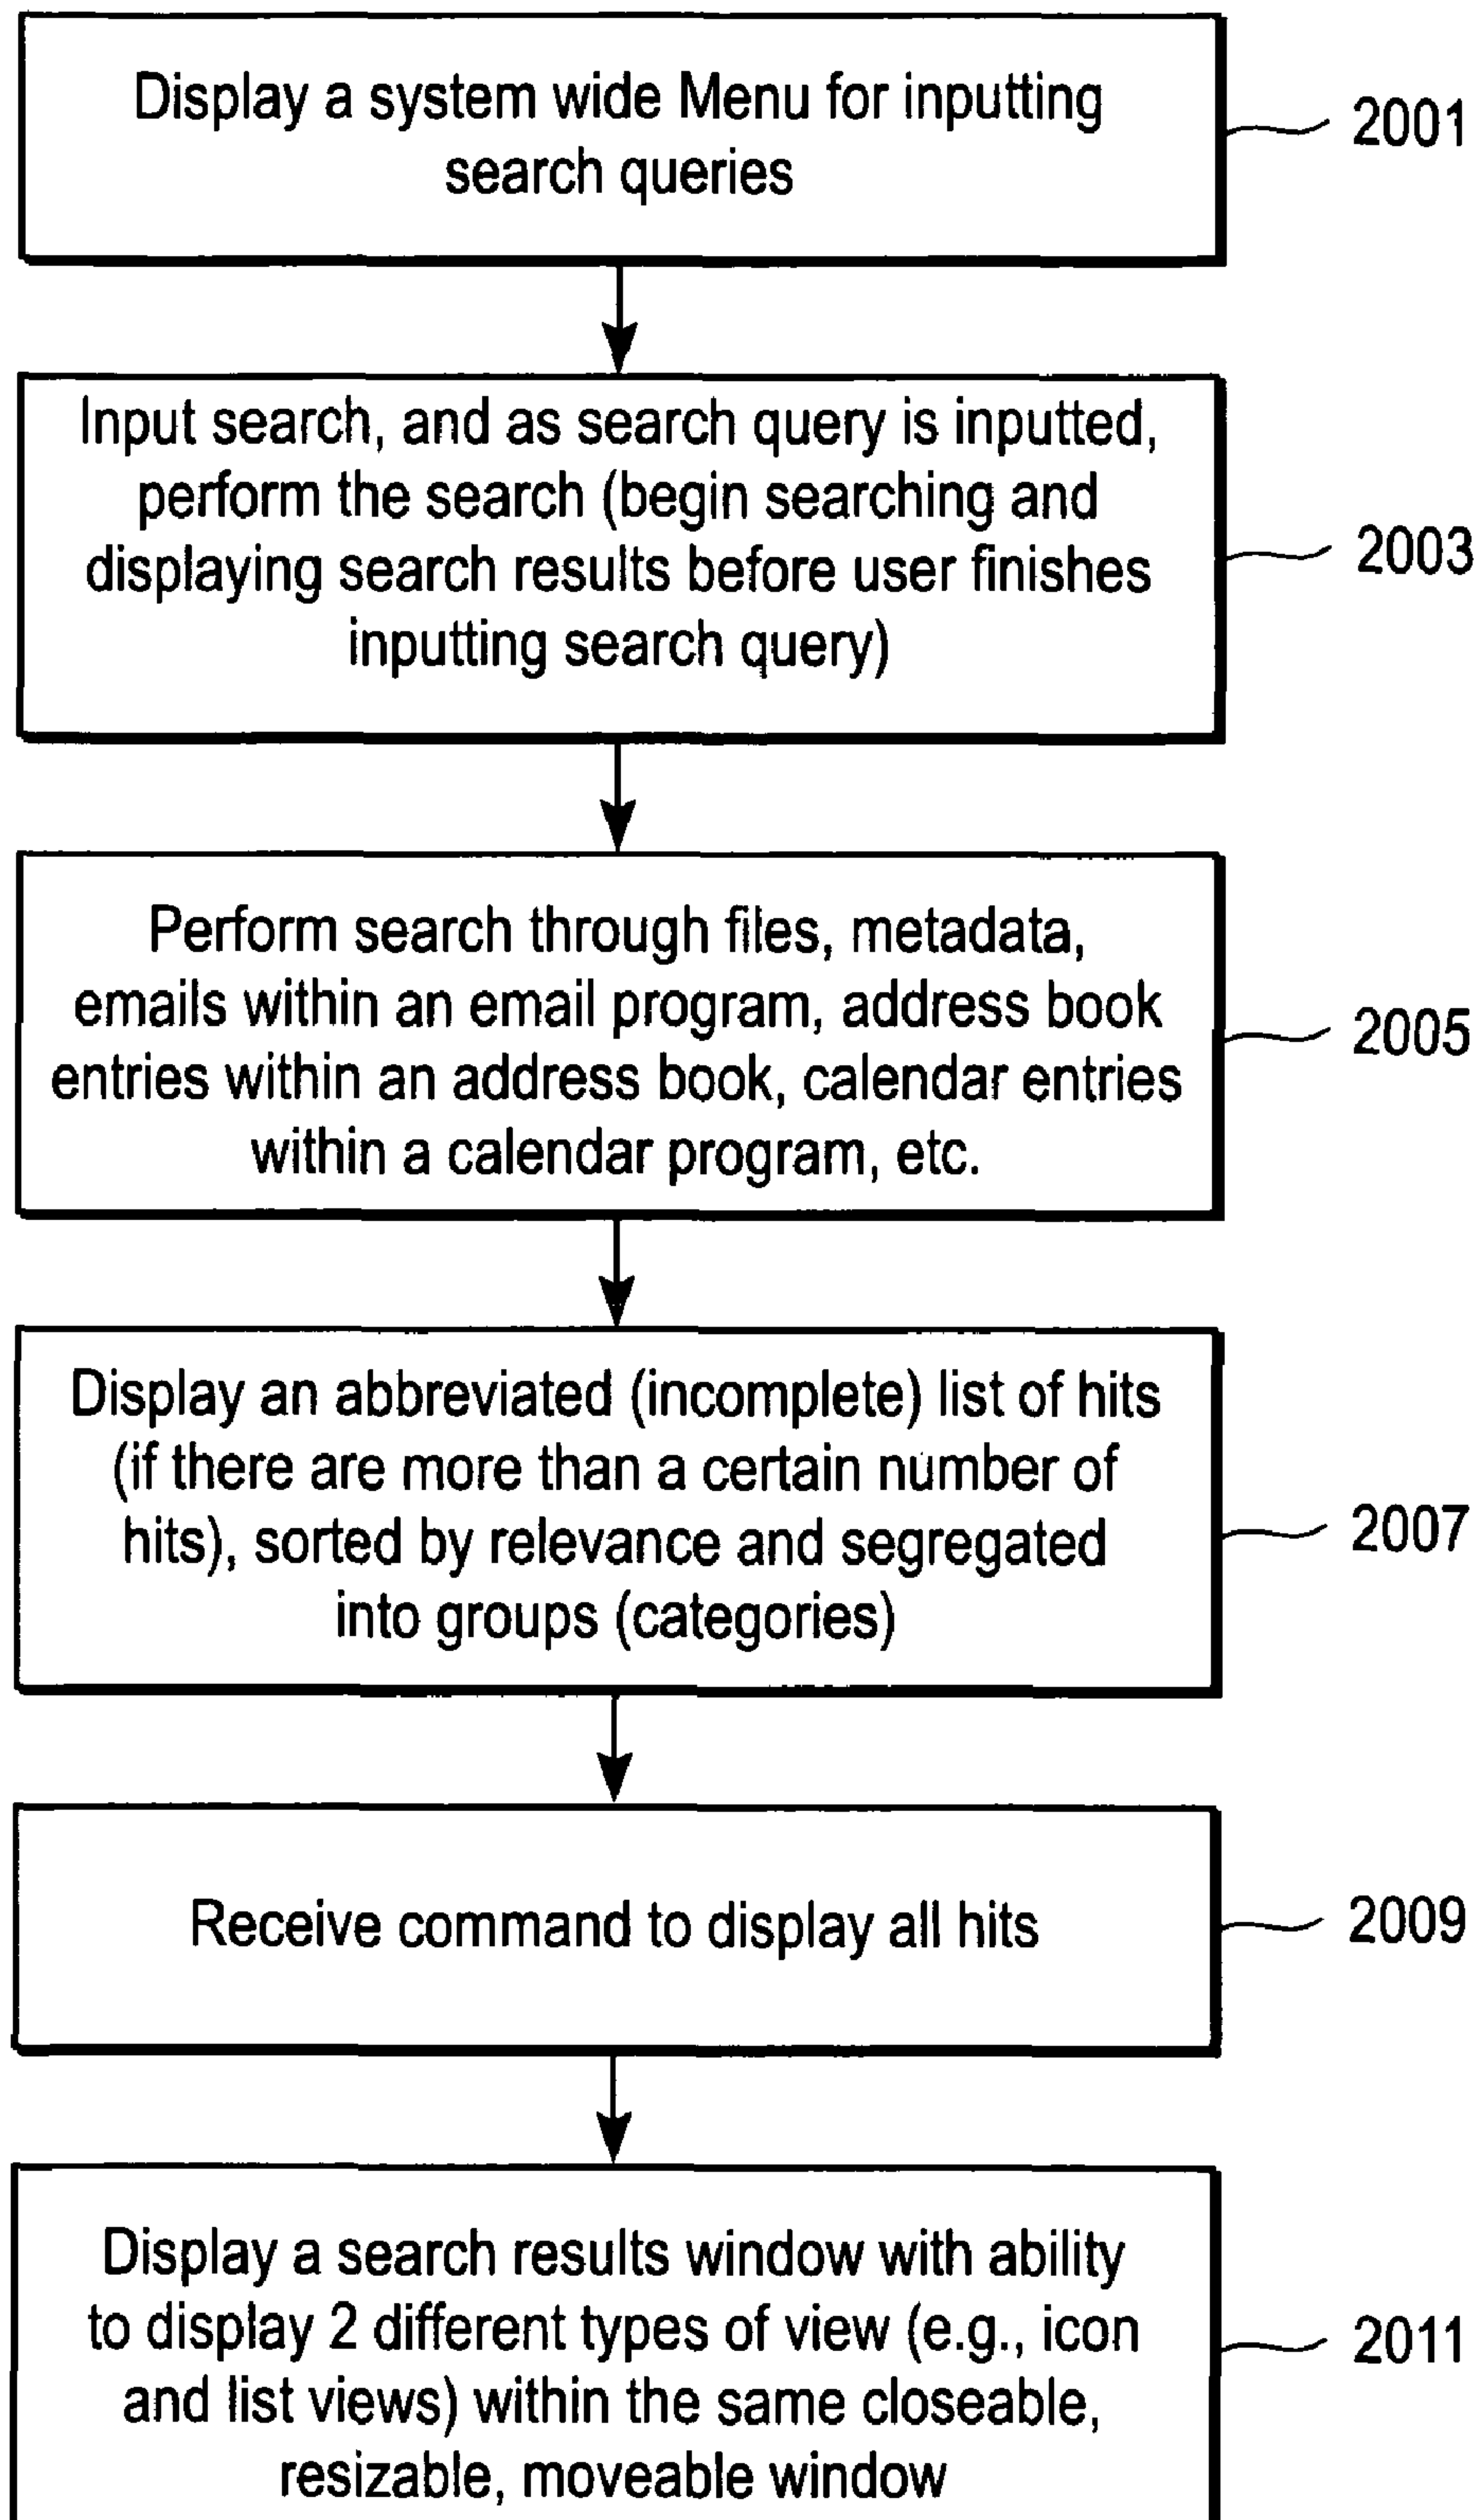 Display a system wide Menu for inputting
search queries
2001
Input search, and as search query is inputted,
perform the search (begin searching and
displaying search results before user finishes
inputting search query)
2003
Perform search through files, metadata,
emails within an email program, address book
entries within an address book, calendar entries
within a calendar program, etc.
2005
Display an abbreviated (incomplete) list of hits
(if there are more than a certain number of
hits), sorted by relevance and segregated
into groups (categories)
2007
Receive command to display all hits
2009
Display a search results window with ability
to display 2 different types of view (e.g., icon
and list views) within the same closeable,
resizable, moveable window
2011